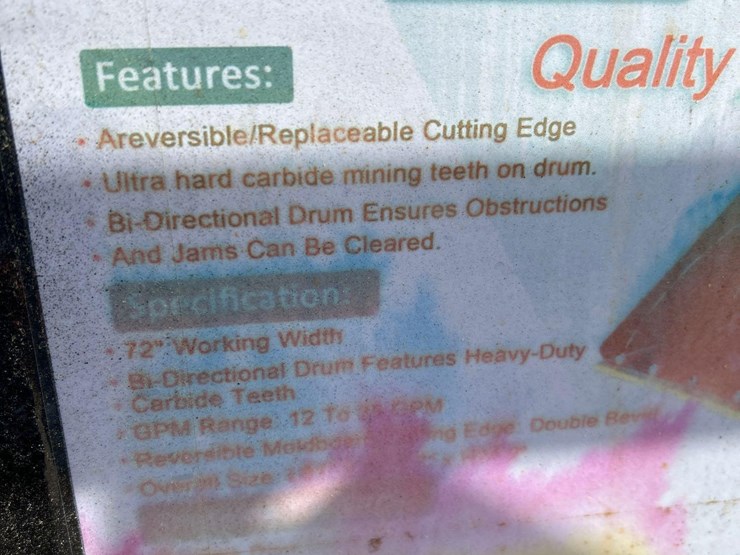 Quality
Features:
• Areversible/Replaceable Cutting Edge
• Ultra hard carbide mining teeth on drum.
• Bi-Directional Drum Ensures Obstructions
• And Jams Can Be Cleared.
Specification:
• 72" Working Width
• Bi-Directional Drum Features Heavy-Duty
• Carbide Teeth
• GPM Range 12 To GPM
• Reversible Edge: Double
• Overall Size